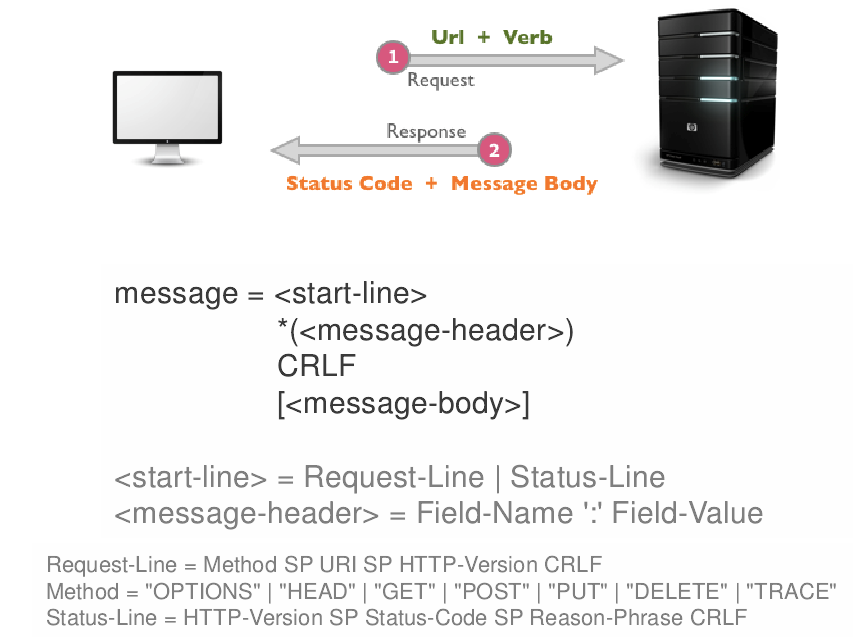 Url + Verb
1
Request
Response
2
Status Code + Message Body
hp
message = <start-line>
*(<message-header>)
CRLF
[<message-body>]
<start-line> = Request-Line | Status-Line
<message-header> = Field-Name ':' Field-Value
Request-Line = Method SP URI SP HTTP-Version CRLF
Method = "OPTIONS" | "HEAD" | "GET" | "POST" | "PUT" | "DELETE" | "TRACE"
Status-Line = HTTP-Version SP Status-Code SP Reason-Phrase CRLF